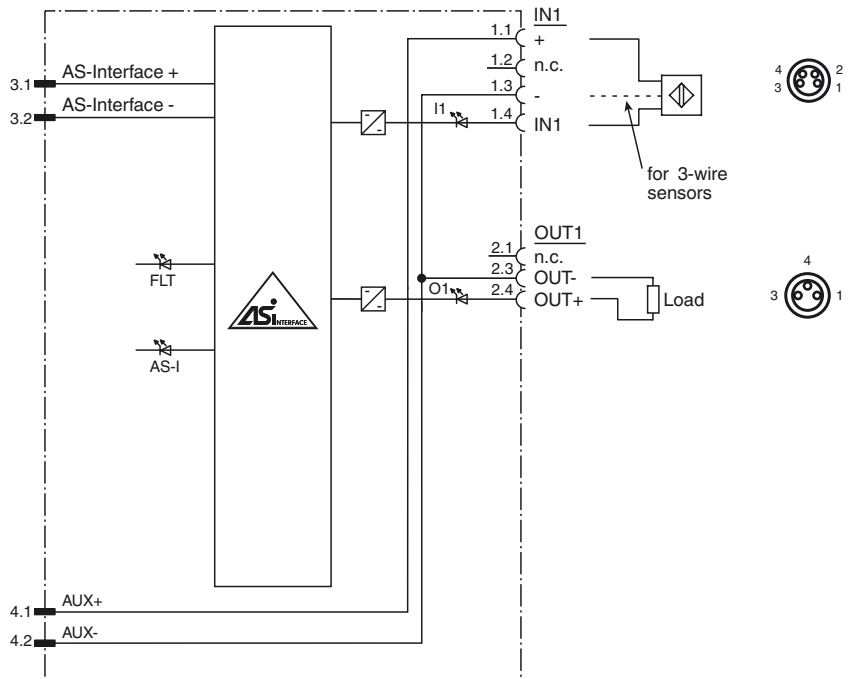 IN1
1.1
+
1.2
n.c.
1.3
-
I1
1.4
IN1
3.1
AS-Interface +
3.2
AS-Interface -
4
2
3
1
for 3-wire
sensors
OUT1
2.1
n.c.
2.3
OUT-
O1
2.4
OUT+
Load
4
3
1
FLT
ASi INTERFACE
AS-I
4.1
AUX+
4.2
AUX-